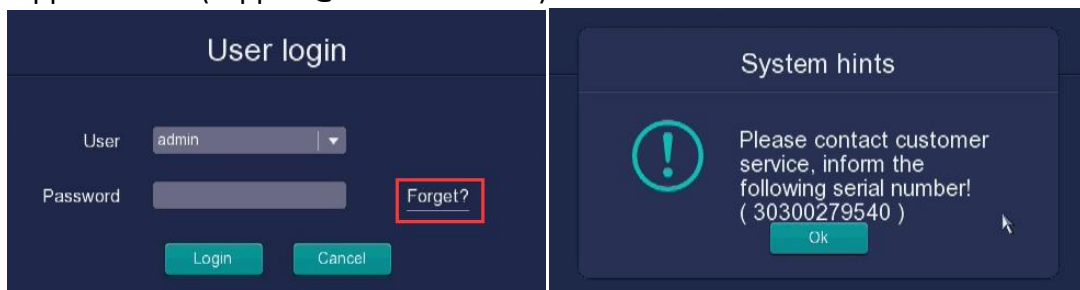 User login
User admin
Password
Forget?
Login Cancel
System hints
Please contact customer
service, inform the
following serial number!
( 30300279540 )
Ok